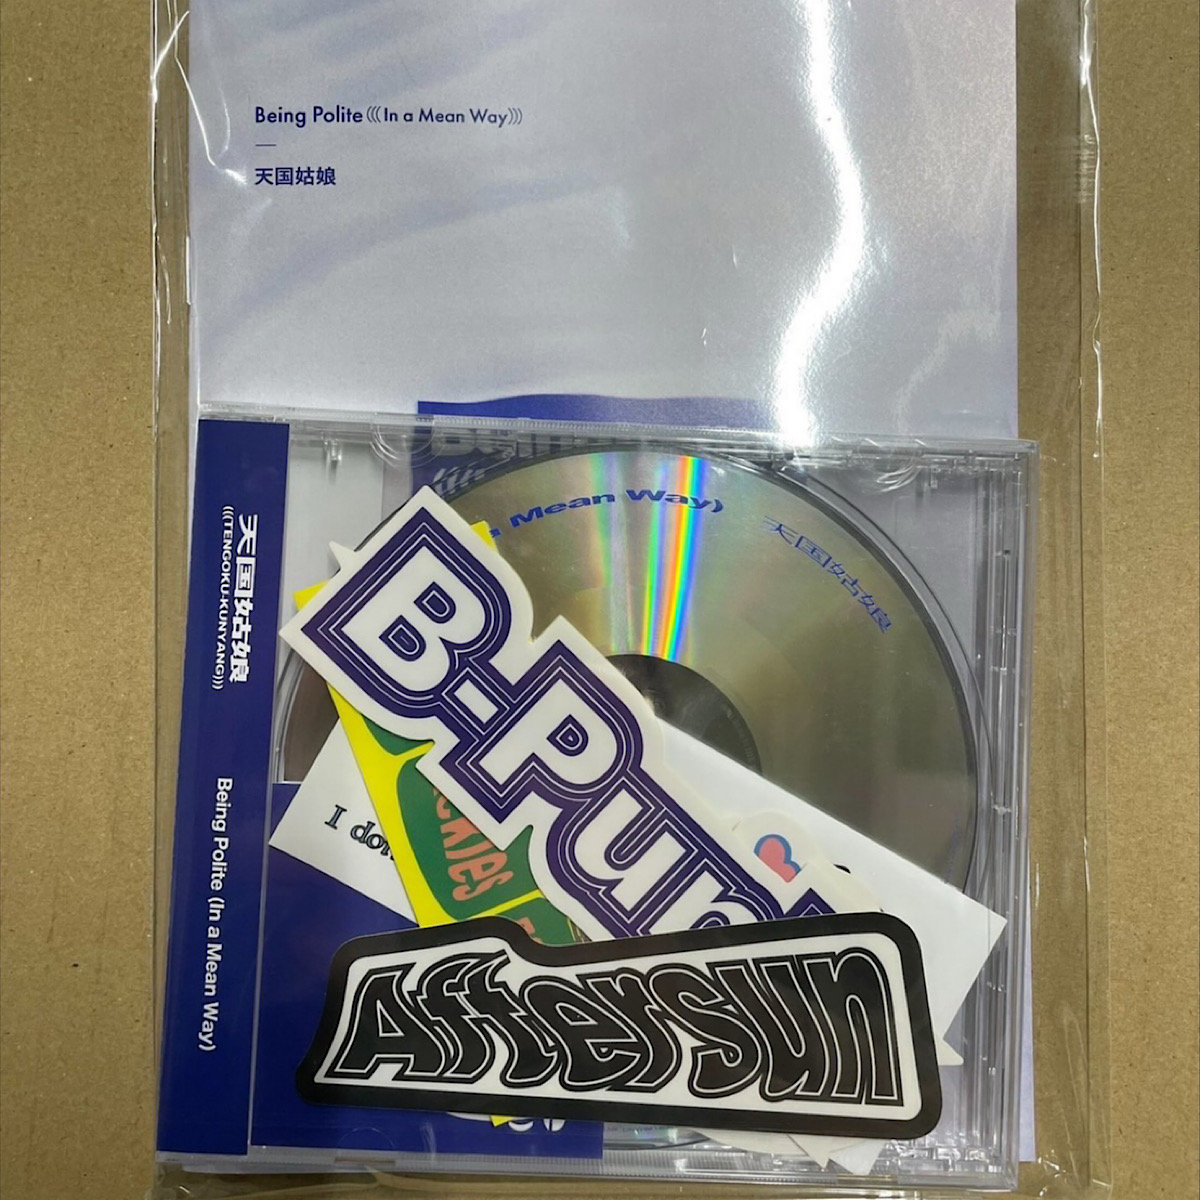 Being Polite (((In a Mean Way)))
天国姑娘
Mean Way)
天国姑娘
天国姑娘
(((TENGOKU-KUNYANG)))
Being Polite (In a Mean Way)
B-Pun
I do
Aftersun